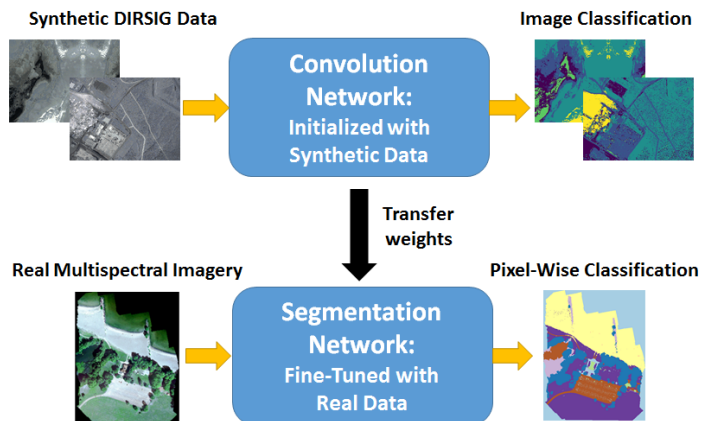 Synthetic DIRSIG Data
Image Classification
Convolution
Network:
Initialized with
Synthetic Data
Transfer
weights
Real Multispectral Imagery
Pixel-Wise Classification
Segmentation
Network:
Fine-Tuned with
Real Data